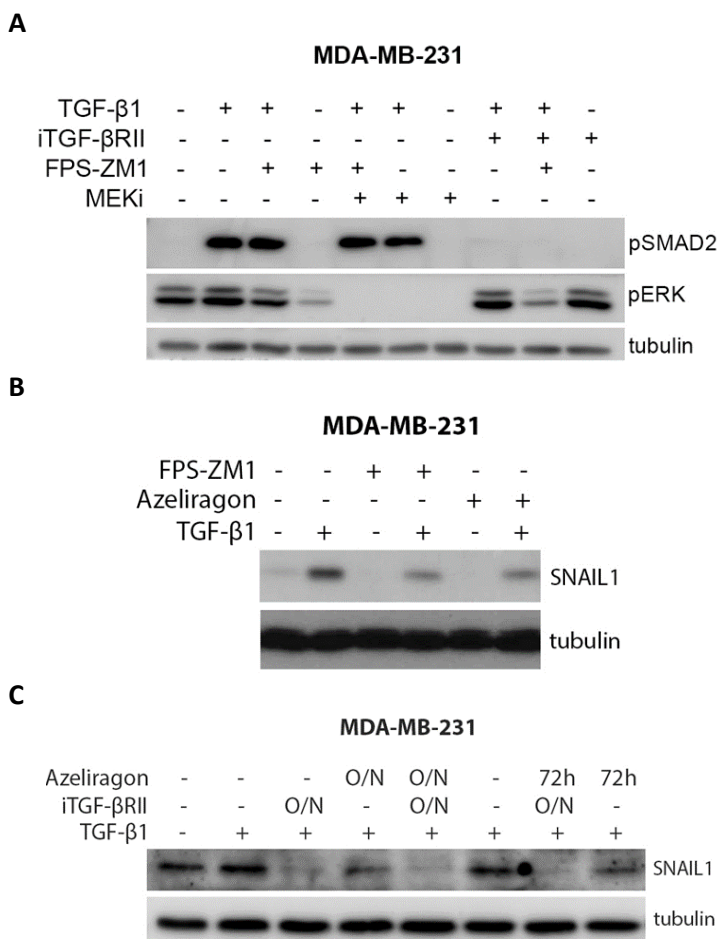 A
MDA-MB-231
TGF-β1 - + + - + + - + + -
iTGF-βRII - - - - - - - + + +
FPS-ZM1 - - + + + - - - + -
MEKi - - - - + + + - - -
pSMAD2
pERK
tubulin
B
MDA-MB-231
FPS-ZM1 - - + + - -
Azeliragon - - - - + +
TGF-β1 - + - + - +
SNAIL1
tubulin
C
MDA-MB-231
Azeliragon - - - O/N O/N - 72h 72h
iTGF-βRII - - O/N - O/N - O/N -
TGF-β1 - + + + + + + +
SNAIL1
tubulin